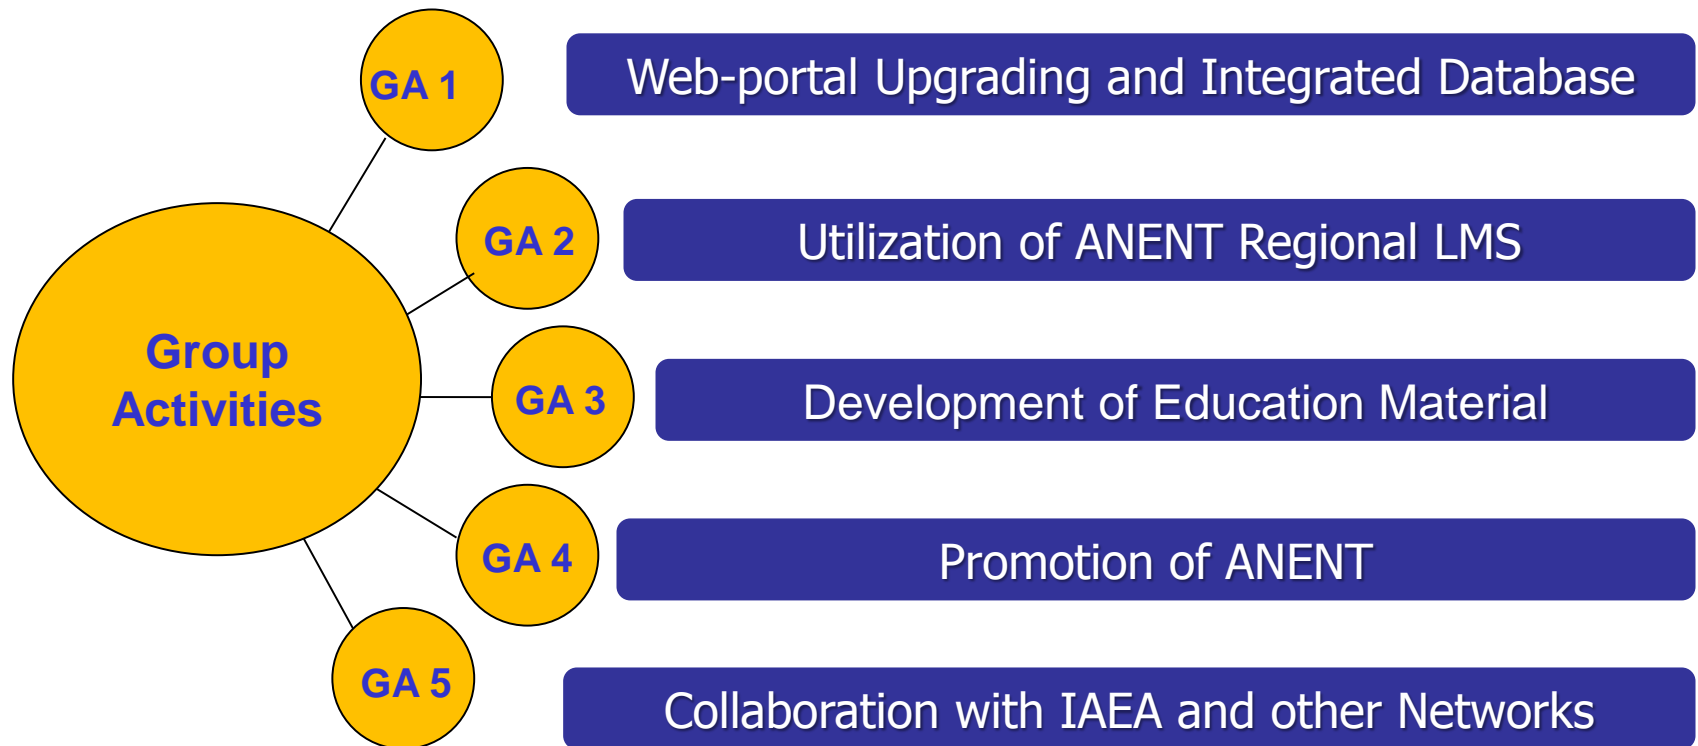 GA 1
Web-portal Upgrading and Integrated Database
GA 2
Utilization of ANENT Regional LMS
Group
Activities
GA 3
Development of Education Material
GA 4
Promotion of ANENT
GA 5
Collaboration with IAEA and other Networks